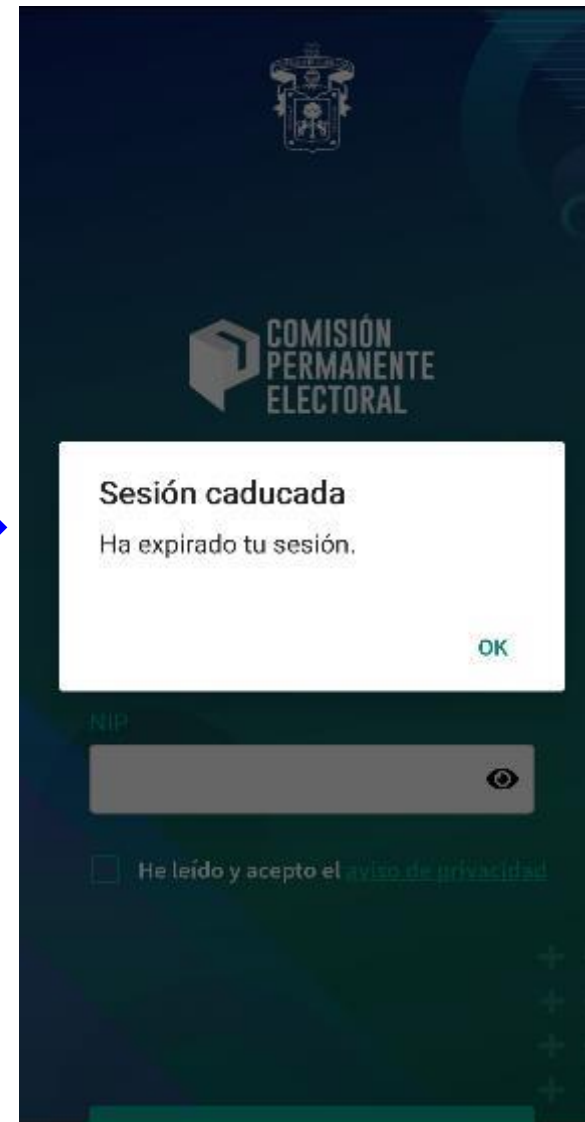 COMISIÓN
PERMANENTE
ELECTORAL
Sesión caducada
Ha expirado tu sesión.
OK
NIP
He leído y acepto el aviso de privacidad